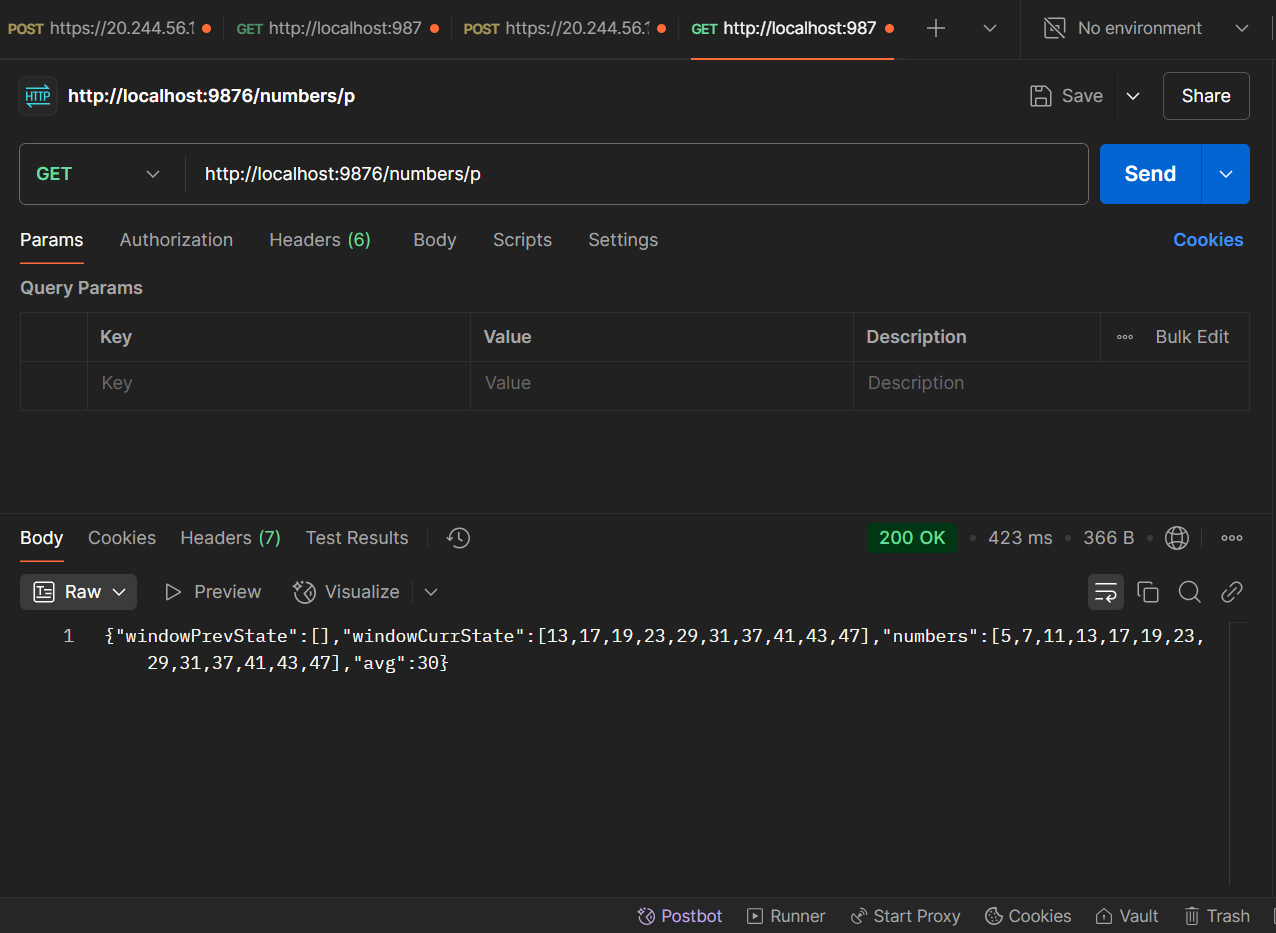 POST https://20.244.56.1 GET http://localhost:987 POST https://20.244.56.1 GET http://localhost:987 No environment
HTTP http://localhost:9876/numbers/p Save Share
GET http://localhost:9876/numbers/p Send
Params Authorization Headers (6) Body Scripts Settings Cookies
Query Params
Key Value Description Bulk Edit
Key Value Description
Body Cookies Headers (7) Test Results 200 OK 423 ms 366 B
Raw Preview Visualize
1 {"windowPrevState":[],"windowCurrState":[13,17,19,23,29,31,37,41,43,47],"numbers":[5,7,11,13,17,19,23,
29,31,37,41,43,47],"avg":30}
Postbot Runner Start Proxy Cookies Vault Trash